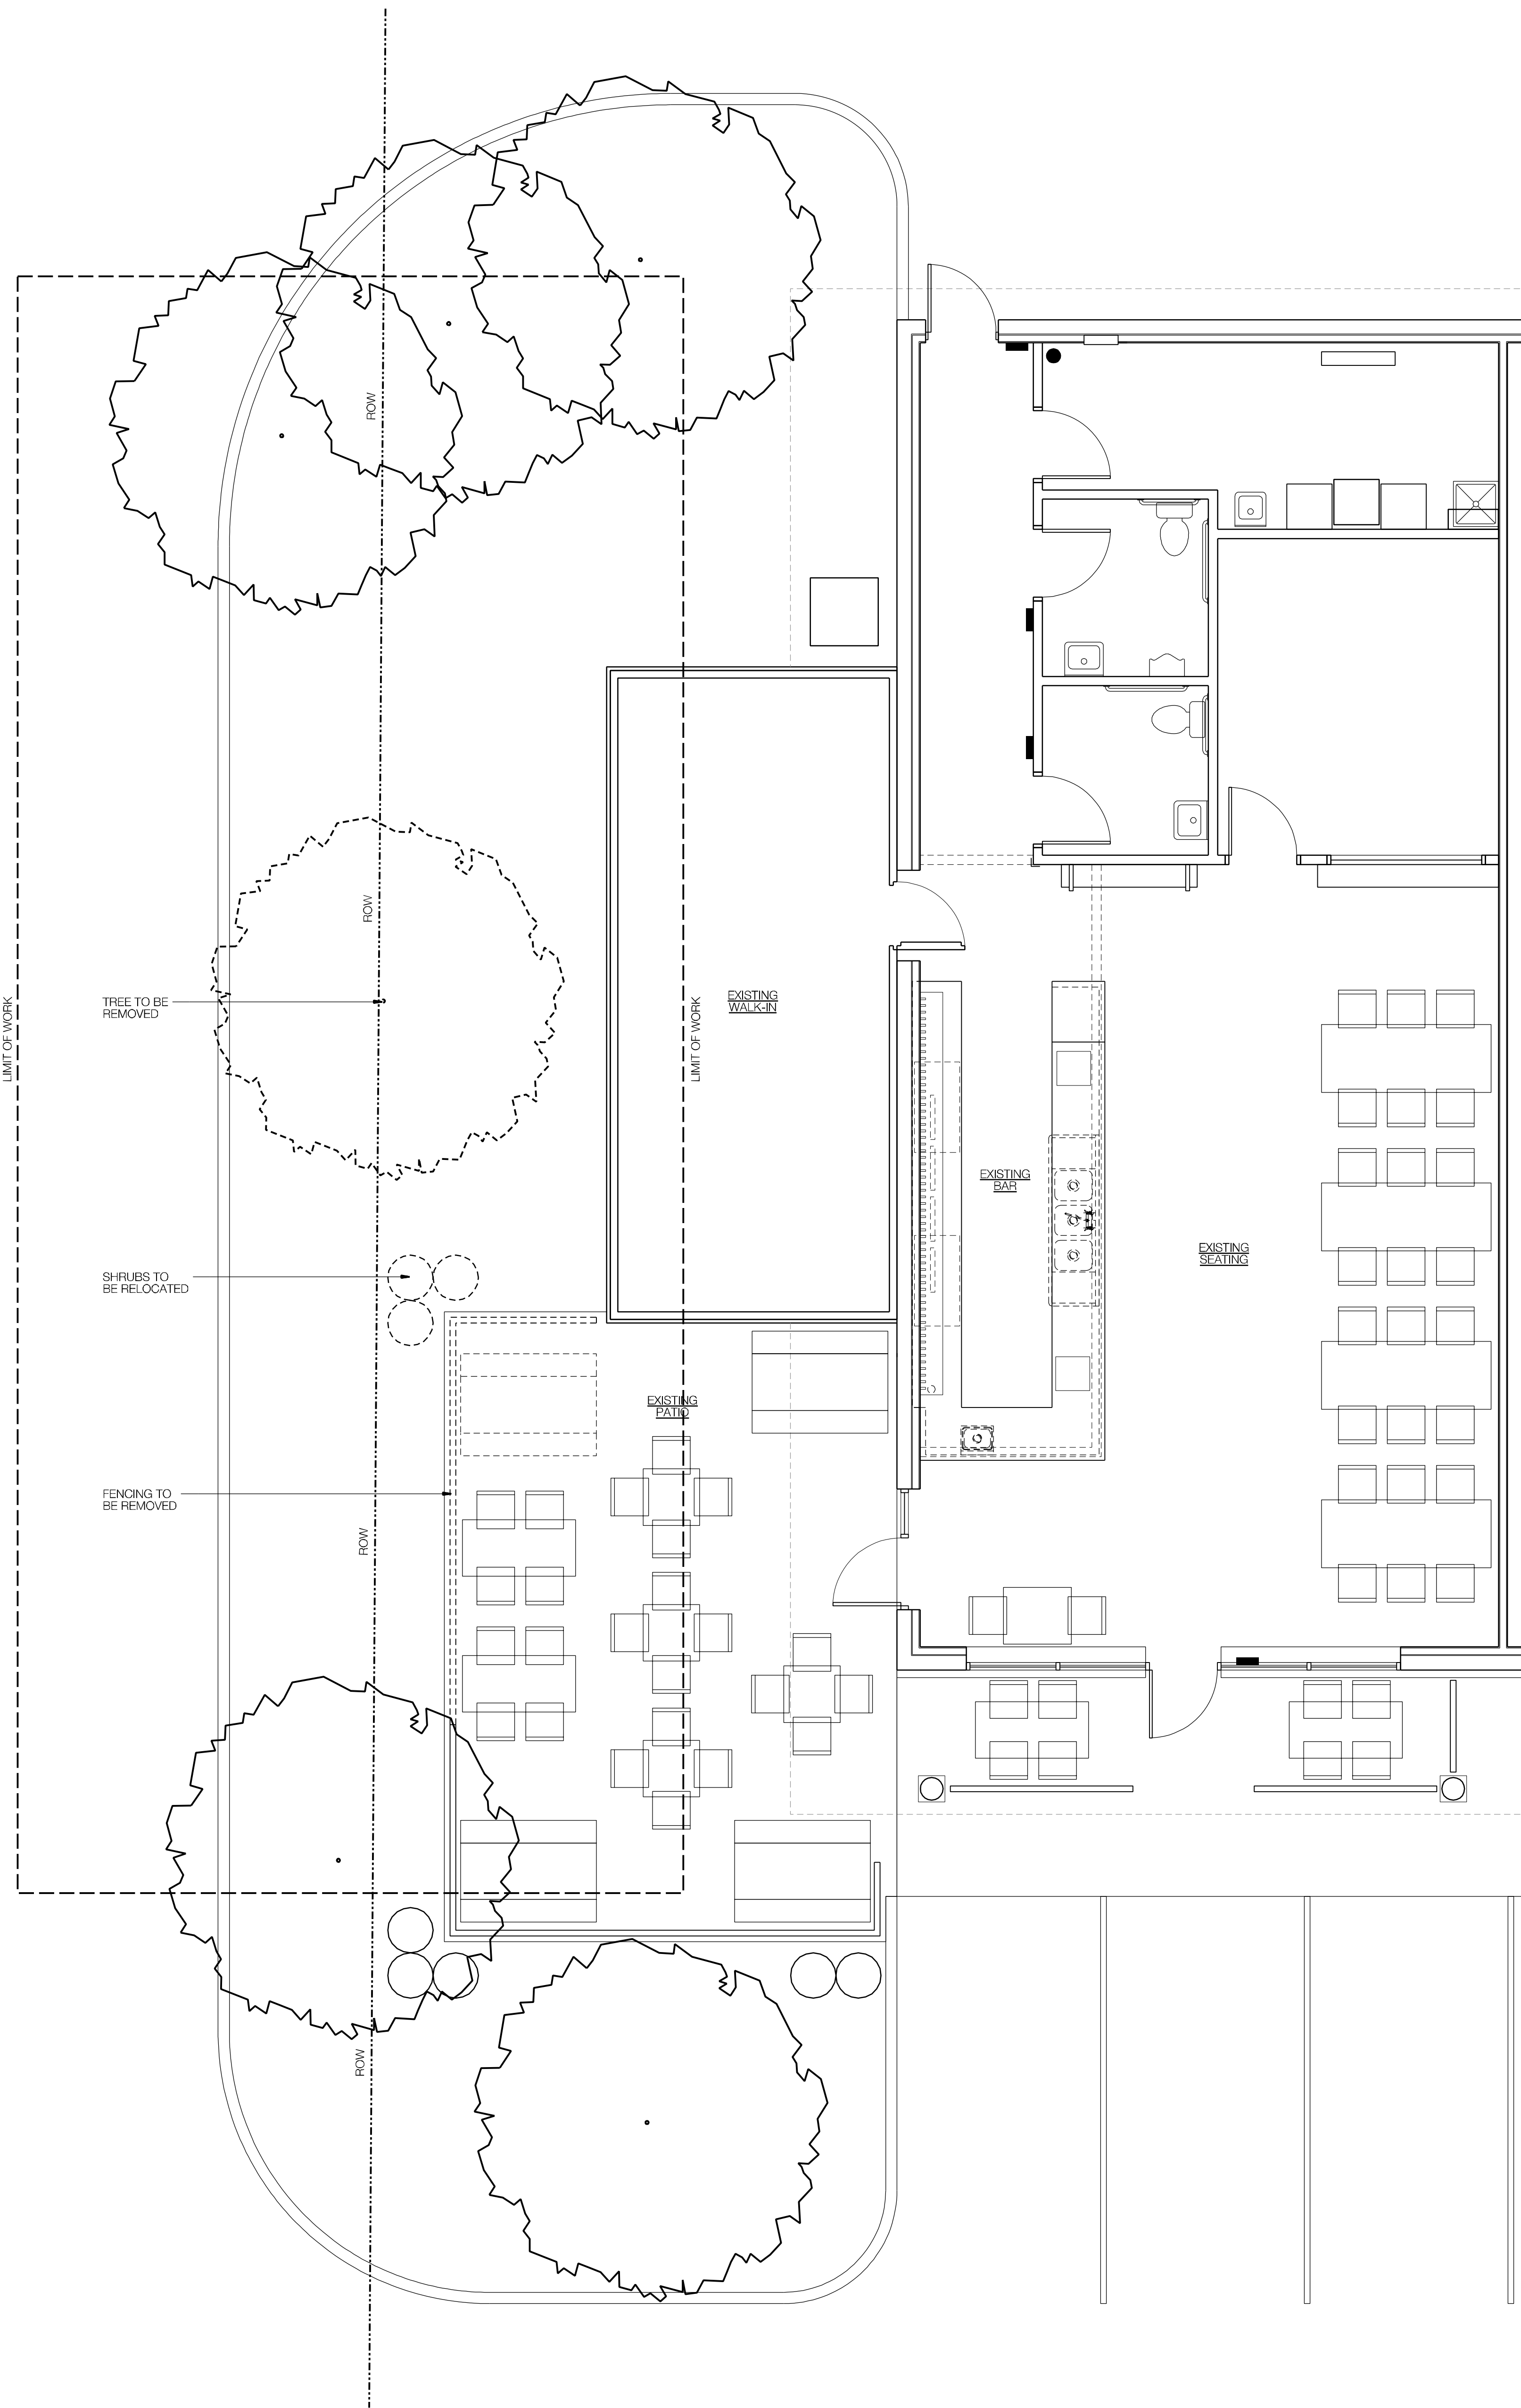 ROW
ROW
TREE TO BE
REMOVED
LIMIT OF WORK
LIMIT OF WORK
EXISTING
WALK-IN
EXISTING
BAR
EXISTING
SEATING
SHRUBS TO
BE RELOCATED
EXISTING
PATIO
FENCING TO
BE REMOVED
ROW
ROW